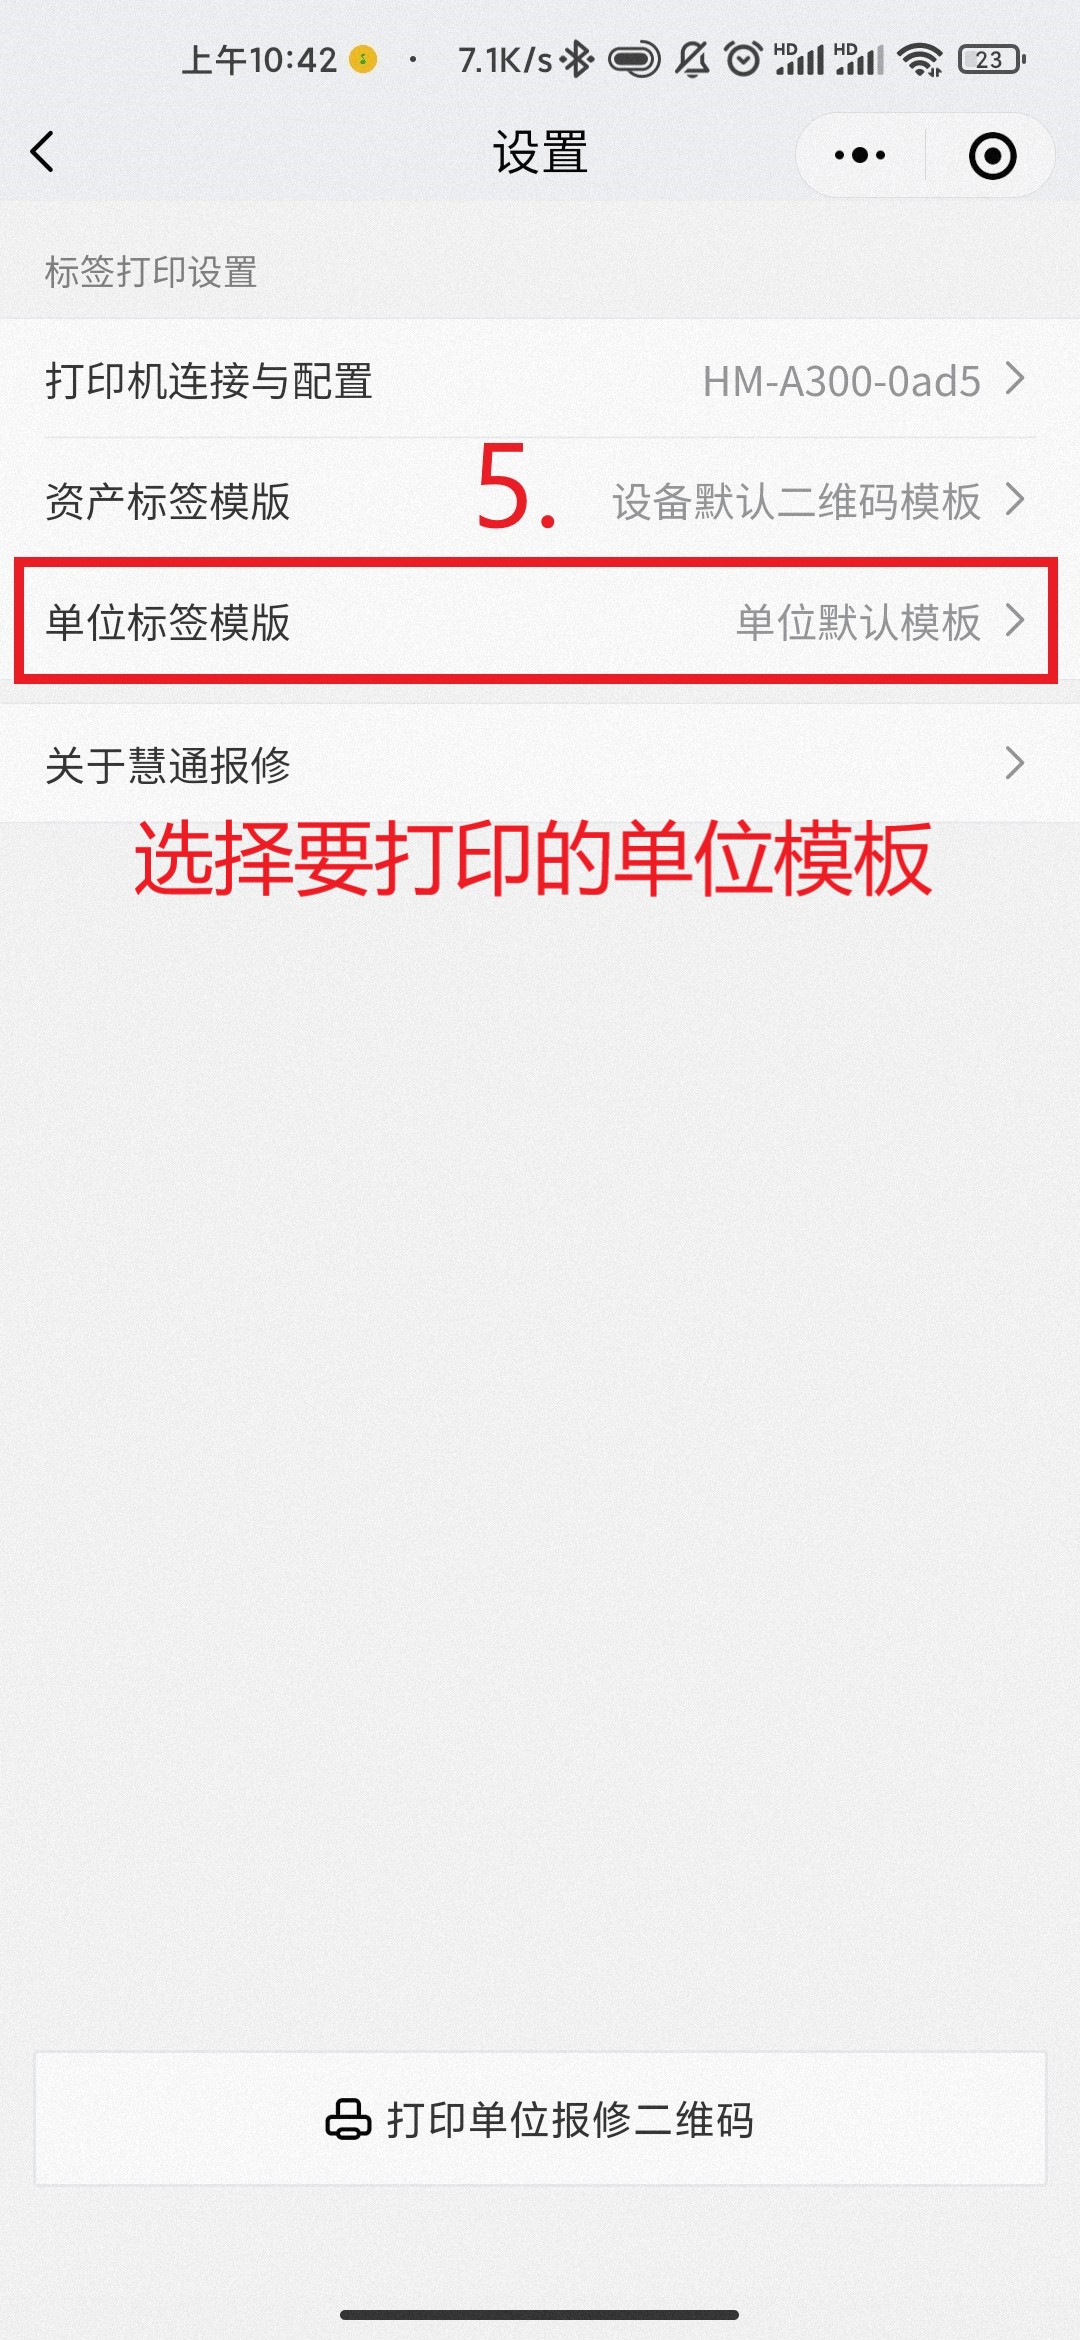 上午10:42 · 7.1K/s HD HD 23
设置
标签打印设置
打印机连接与配置 HM-A300-0ad5
5.
资产标签模版 设备默认二维码模板
单位标签模版 单位默认模板
关于慧通报修
选择要打印的单位模板
打印单位报修二维码